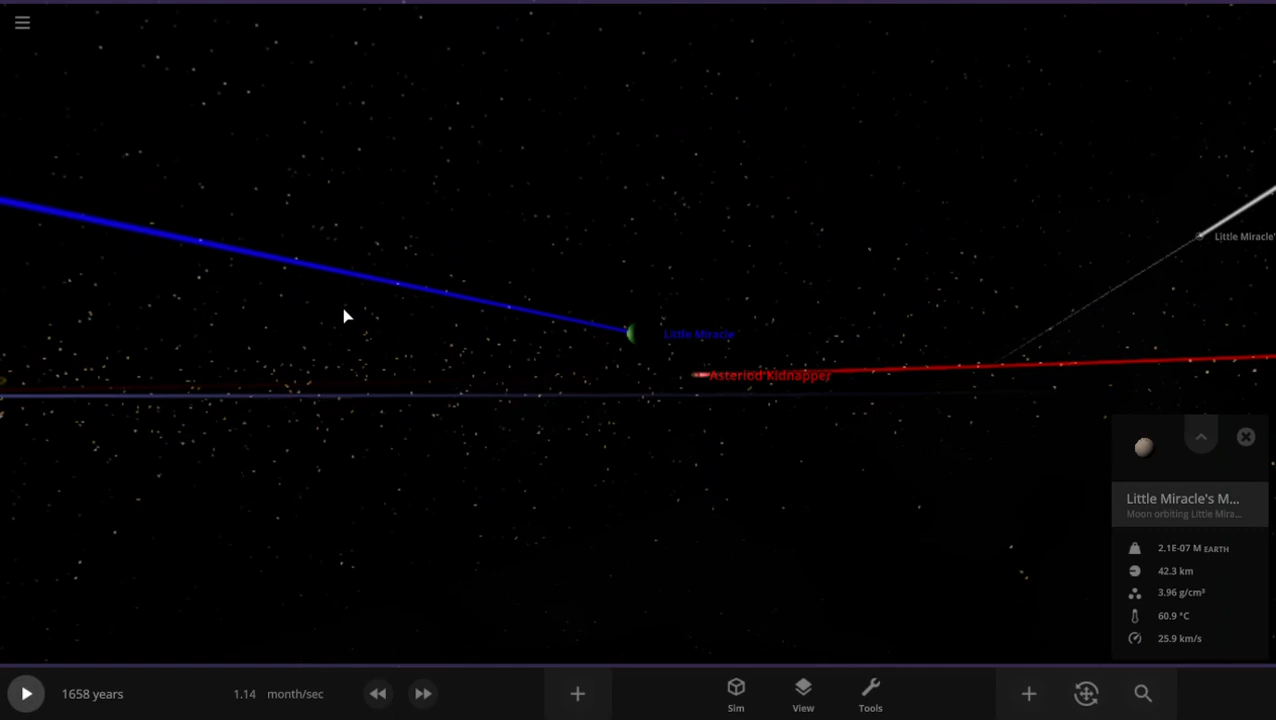 Little Miracle'
Little Miracle
Asteriod Kidnapper
Little Miracle's M...
Moon orbiting Little Mira...
2.1E-07 M EARTH
42.3 km
3.96 g/cm³
60.9 °C
25.9 km/s
1658 years
1.14 month/sec
Sim
View
Tools